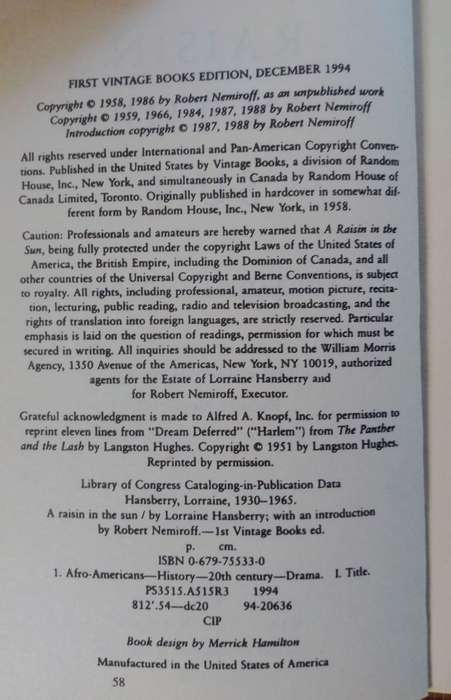 FIRST VINTAGE BOOKS EDITION, DECEMBER 1994
Copyright © 1958, 1986 by Robert Nemiroff, as an unpublished work
Copyright © 1959, 1966, 1984, 1987, 1988 by Robert Nemiroff
Introduction copyright © 1987, 1988 by Robert Nemiroff
All rights reserved under International and Pan-American Copyright Conven-
tions. Published in the United States by Vintage Books, a division of Random
House, Inc., New York, and simultaneously in Canada by Random House of
Canada Limited, Toronto. Originally published in hardcover in somewhat dif-
ferent form by Random House, Inc., New York, in 1958.
Caution: Professionals and amateurs are hereby warned that A Raisin in the
Sun, being fully protected under the copyright Laws of the United States of
America, the British Empire, including the Dominion of Canada, and all
other countries of the Universal Copyright and Berne Conventions, is subject
to royalty. All rights, including professional, amateur, motion picture, recita-
tion, lecturing, public reading, radio and television broadcasting, and the
rights of translation into foreign languages, are strictly reserved. Particular
emphasis is laid on the question of readings, permission for which must be
secured in writing. All inquiries should be addressed to the William Morris
Agency, 1350 Avenue of the Americas, New York, NY 10019, authorized
agents for the Estate of Lorraine Hansberry and
for Robert Nemiroff, Executor.
Grateful acknowledgment is made to Alfred A. Knopf, Inc. for permission to
reprint eleven lines from "Dream Deferred" ("Harlem") from The Panther
and the Lash by Langston Hughes. Copyright © 1951 by Langston Hughes.
Reprinted by permission.
Library of Congress Cataloging-in-Publication Data
Hansberry, Lorraine, 1930–1965.
A raisin in the sun / by Lorraine Hansberry; with an introduction
by Robert Nemiroff.—1st Vintage Books ed.
p. cm.
ISBN 0-679-75533-0
1. Afro-Americans—History—20th century—Drama. I. Title.
PS3515.A515R3 1994
812'.54—dc20 94-20636
CIP
Book design by Merrick Hamilton
Manufactured in the United States of America
58